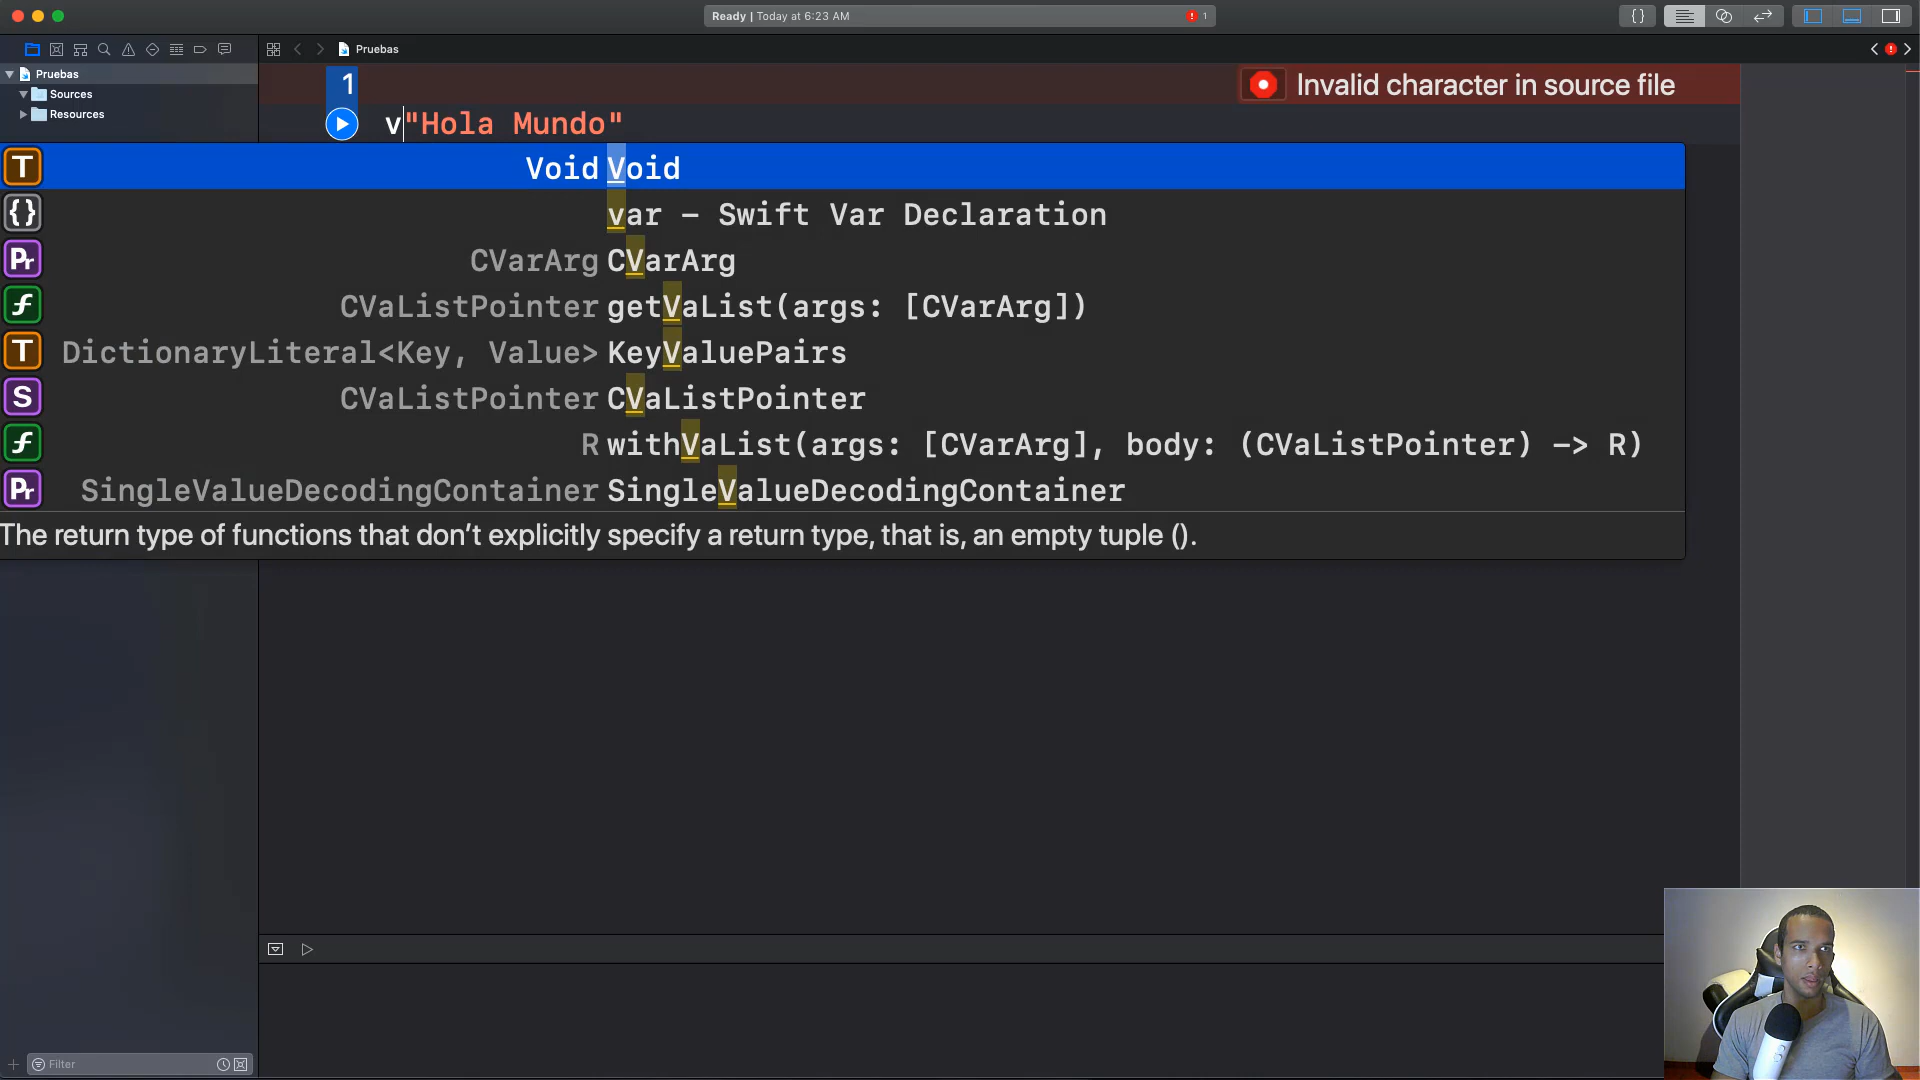 Ready | Today at 6:23 AM
1
{}
Pruebas
Pruebas
Sources
Resources
1
Invalid character in source file
v"Hola Mundo"
T Void Void
{} var – Swift Var Declaration
Pr CVarArg CVarArg
f CVaListPointer getVaList(args: [CVarArg])
T DictionaryLiteral<Key, Value> KeyValuePairs
S CVaListPointer CVaListPointer
f R withVaList(args: [CVarArg], body: (CVaListPointer) -> R)
Pr SingleValueDecodingContainer SingleValueDecodingContainer
The return type of functions that don’t explicitly specify a return type, that is, an empty tuple ().
Filter